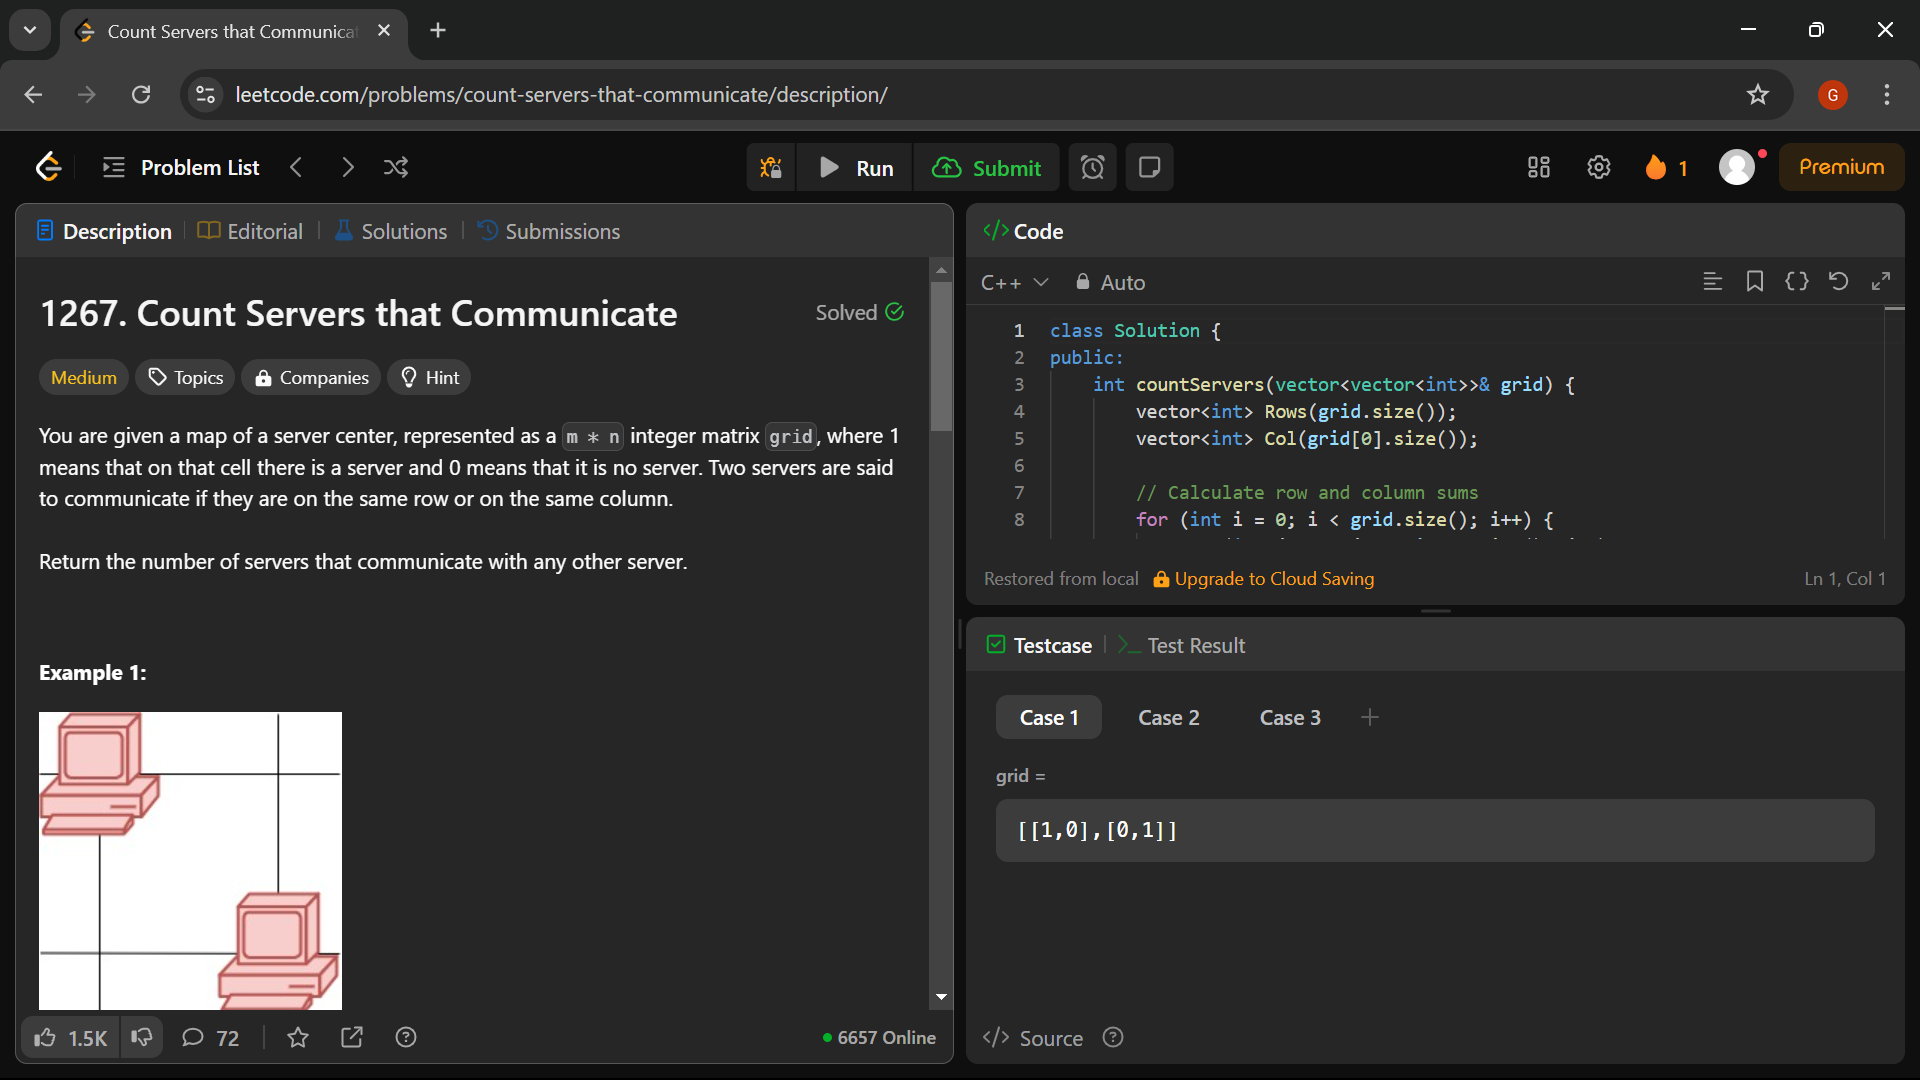 Count Servers that Communica
leetcode.com/problems/count-servers-that-communicate/description/
G
Problem List
Run
Submit
1
Premium
Description
Editorial
Solutions
Submissions
1267. Count Servers that Communicate
Solved
Medium
Topics
Companies
Hint
You are given a map of a server center, represented as a m * n integer matrix grid, where 1
means that on that cell there is a server and 0 means that it is no server. Two servers are said
to communicate if they are on the same row or on the same column.
Return the number of servers that communicate with any other server.
Example 1:
1.5K
72
6657 Online
</> Code
C++
Auto
1 class Solution {
2 public:
3 int countServers(vector<vector<int>>& grid) {
4 vector<int> Rows(grid.size());
5 vector<int> Col(grid[0].size());
6
7 // Calculate row and column sums
8 for (int i = 0; i < grid.size(); i++) {
Restored from local
Upgrade to Cloud Saving
Ln 1, Col 1
Testcase
Test Result
Case 1
Case 2
Case 3
grid =
[[1,0],[0,1]]
</> Source